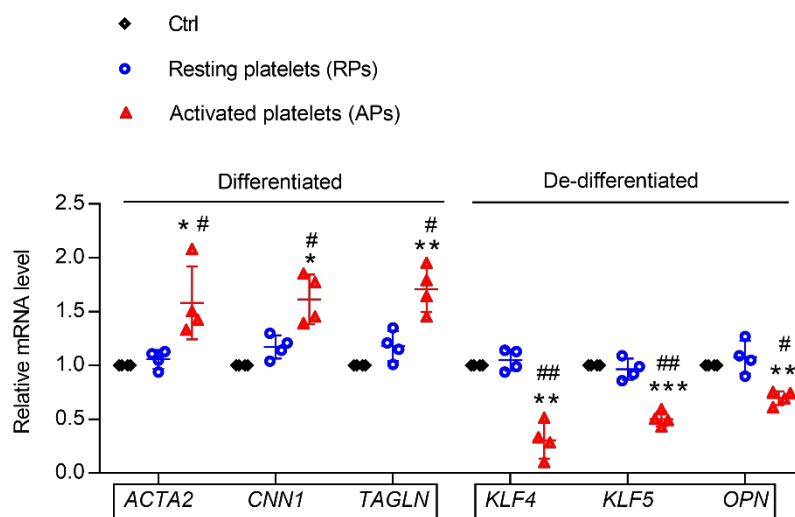 Ctrl
Resting platelets (RPs)
Activated platelets (APs)
Differentiated
De-differentiated
Relative mRNA level
2.5
2.0
1.5
1.0
0.5
0.0
* #
#
*
#
**
##
**
##
***
#
**
ACTA2 CNN1 TAGLN KLF4 KLF5 OPN